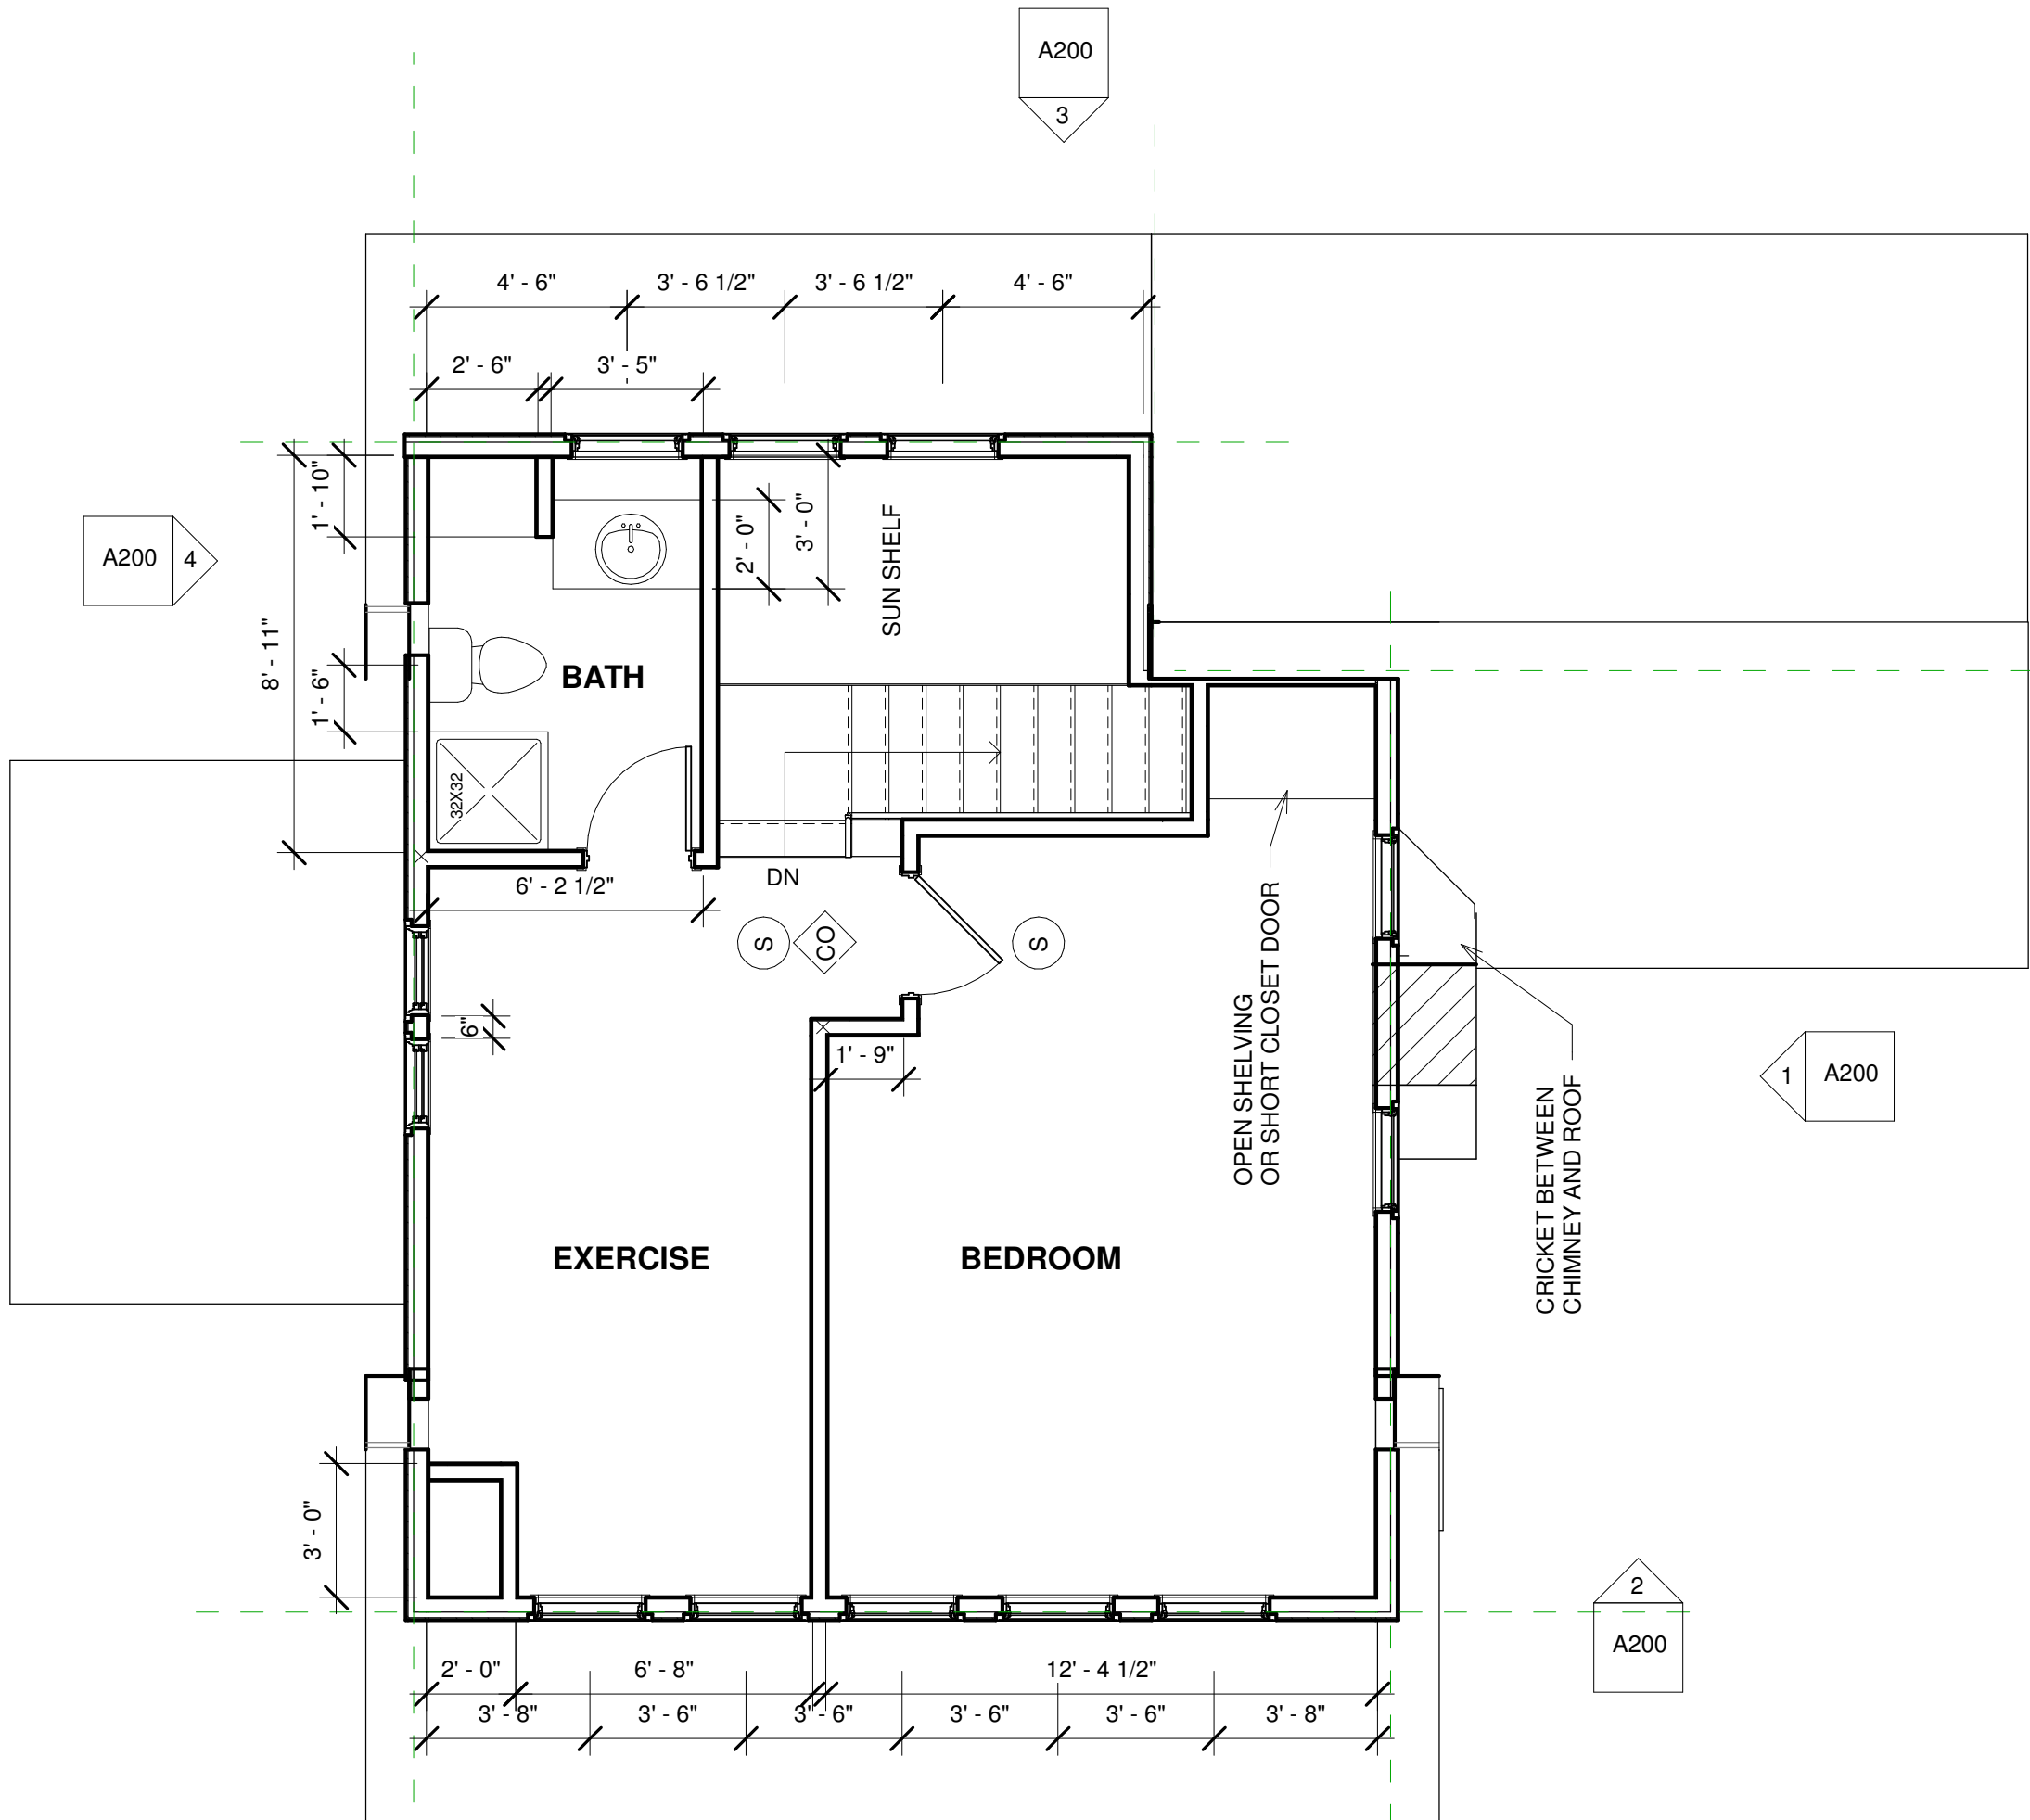 A200
3
4' - 6"
3' - 6 1/2"
3' - 6 1/2"
4' - 6"
2' - 6"
3' - 5"
1' - 10"
A200
4
8' - 11"
1' - 6"
2' - 0"
3' - 0"
SUN SHELF
BATH
32X32
6' - 2 1/2"
DN
S
CO
S
6"
1' - 9"
OPEN SHELVING
OR SHORT CLOSET DOOR
CRICKET BETWEEN
CHIMNEY AND ROOF
1
A200
EXERCISE
BEDROOM
3' - 0"
2
A200
2' - 0"
6' - 8"
12' - 4 1/2"
3' - 8"
3' - 6"
3' - 6"
3' - 6"
3' - 6"
3' - 8"